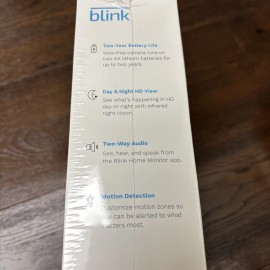 blink
Two-Year Battery Life
Wire-free camera runs on
two AA lithium batteries for
up to two years.
Day & Night HD View
See what's happening in HD
day or night with infrared
night vision.
Two-Way Audio
See, hear, and speak from
the Blink Home Monitor app.
Motion Detection
Customize motion zones so
you can be alerted to what
matters most.